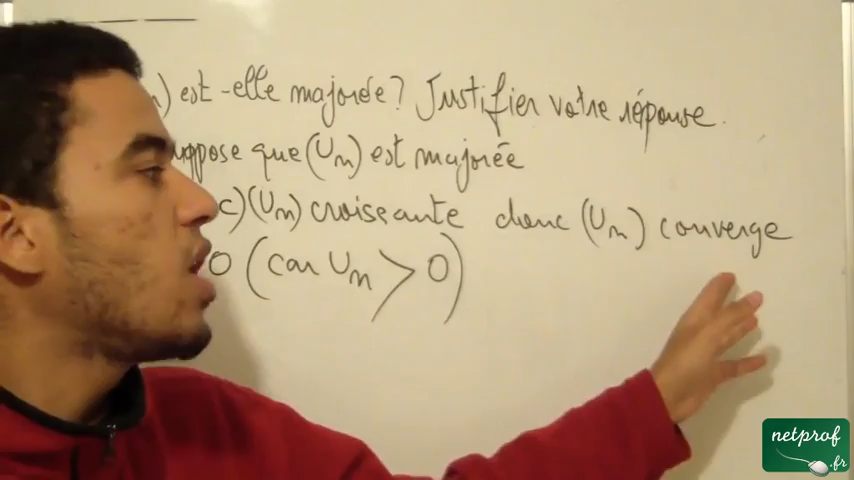 ) est-elle majorée? Justifier votre réponse.
uppose que (Un) est majorée
c) (Un) croissante donc (Un) converge
0 (car Un > 0)
netprof
.fr